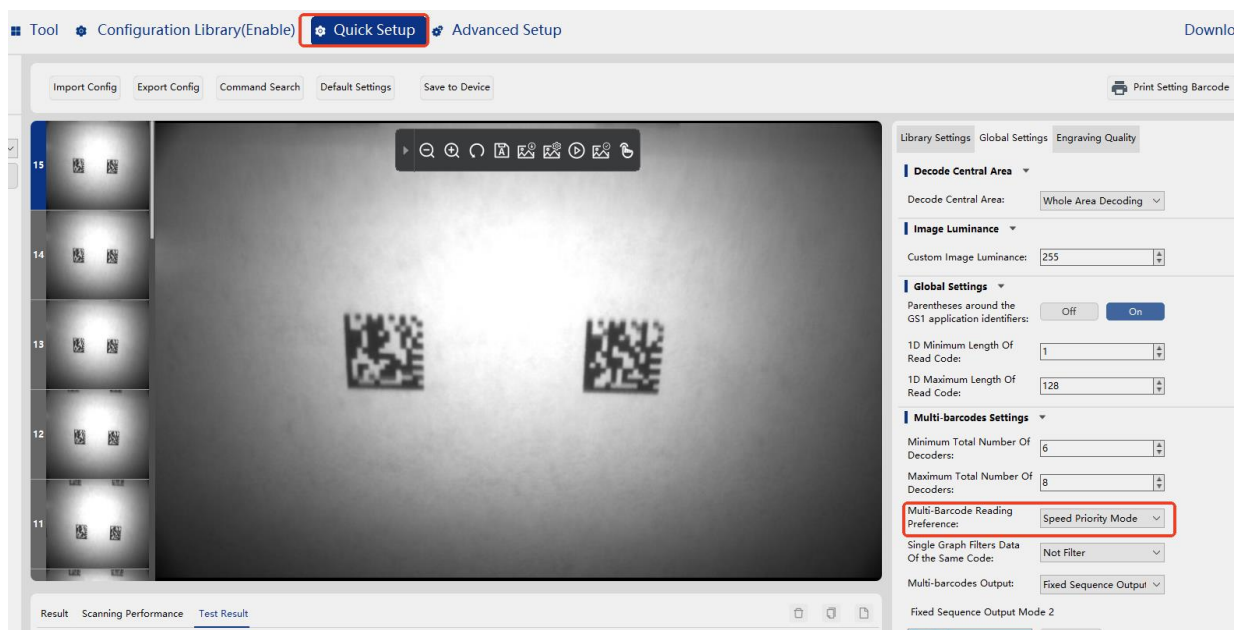 Tool Configuration Library(Enable) Quick Setup Advanced Setup Downlo
Import Config Export Config Command Search Default Settings Save to Device Print Setting Barcode
15
14
13
12
11
Library Settings Global Settings Engraving Quality
Decode Central Area
Decode Central Area: Whole Area Decoding
Image Luminance
Custom Image Luminance: 255
Global Settings
Parentheses around the
GS1 application identifiers: Off On
1D Minimum Length Of
Read Code: 1
1D Maximum Length Of
Read Code: 128
Multi-barcodes Settings
Minimum Total Number Of
Decoders: 6
Maximum Total Number Of
Decoders: 8
Multi-Barcode Reading
Preference: Speed Priority Mode
Single Graph Filters Data
Of the Same Code: Not Filter
Multi-barcodes Output: Fixed Sequence Output
Fixed Sequence Output Mode 2
Result Scanning Performance Test Result